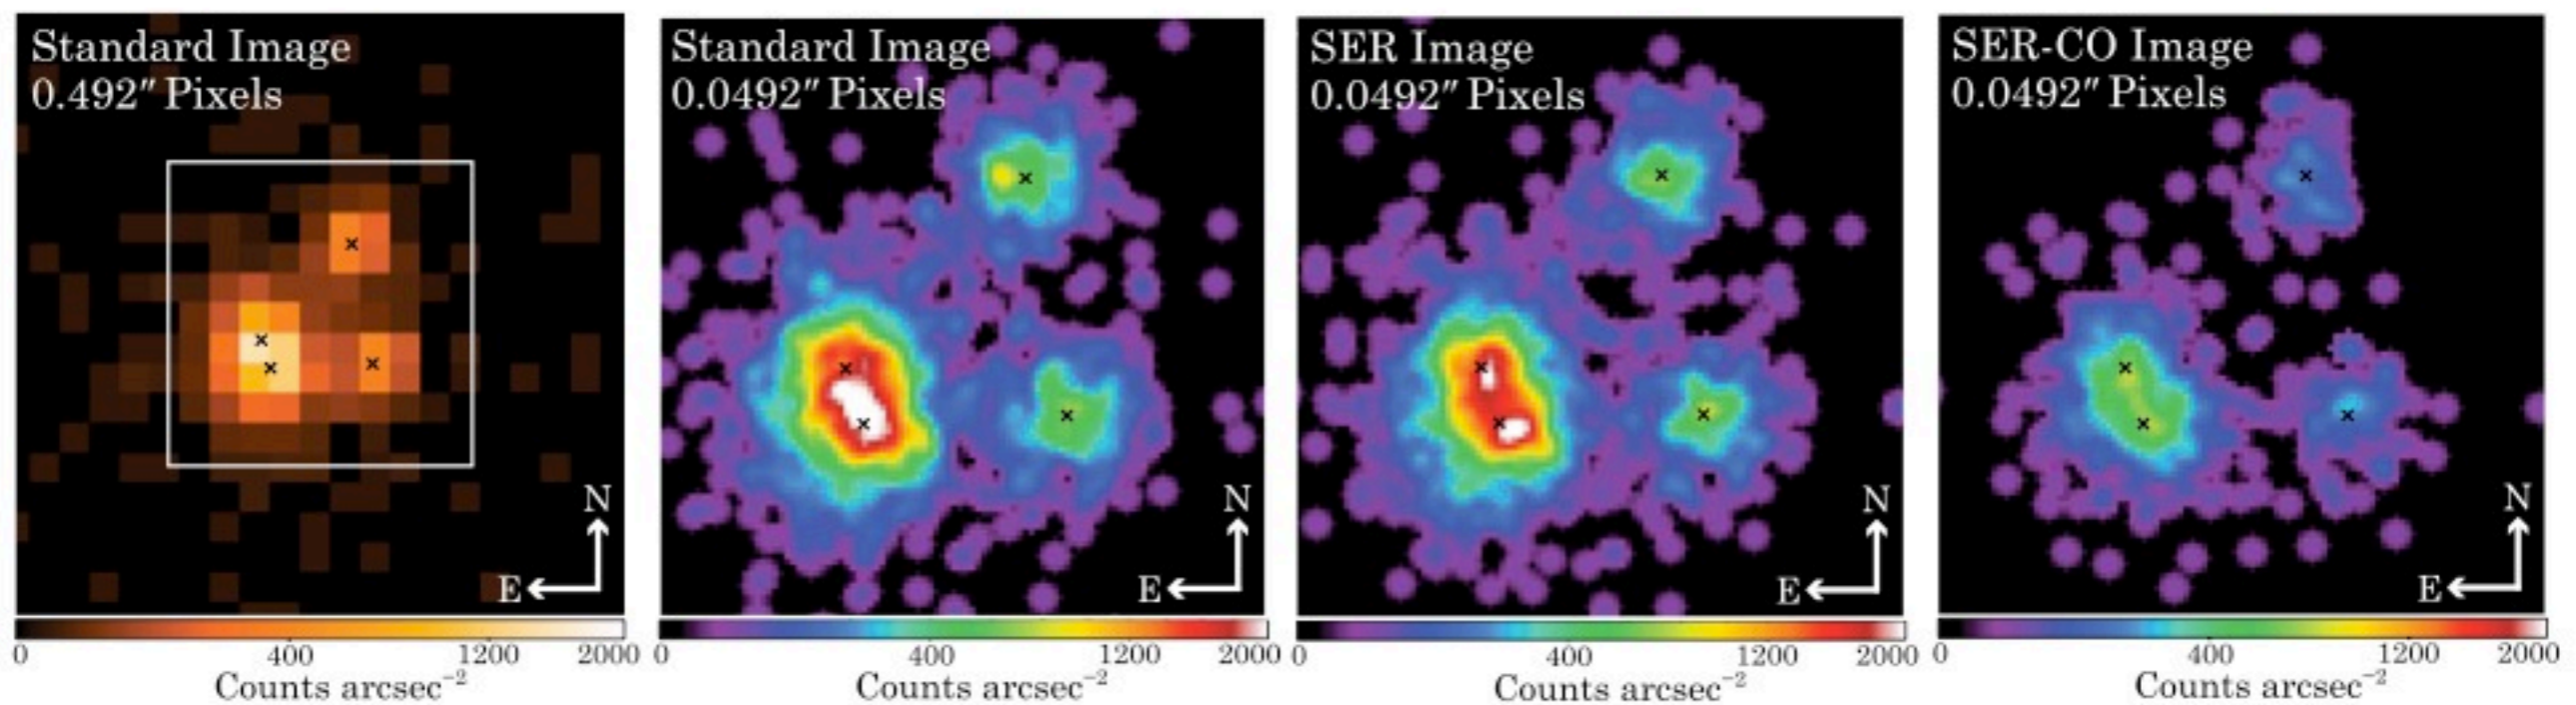 Standard Image
0.492″ Pixels
N
E
0 400 1200 2000
Counts arcsec⁻²
Standard Image
0.0492″ Pixels
N
E
0 400 1200 2000
Counts arcsec⁻²
SER Image
0.0492″ Pixels
N
E
0 400 1200 2000
Counts arcsec⁻²
SER-CO Image
0.0492″ Pixels
N
E
0 400 1200 2000
Counts arcsec⁻²